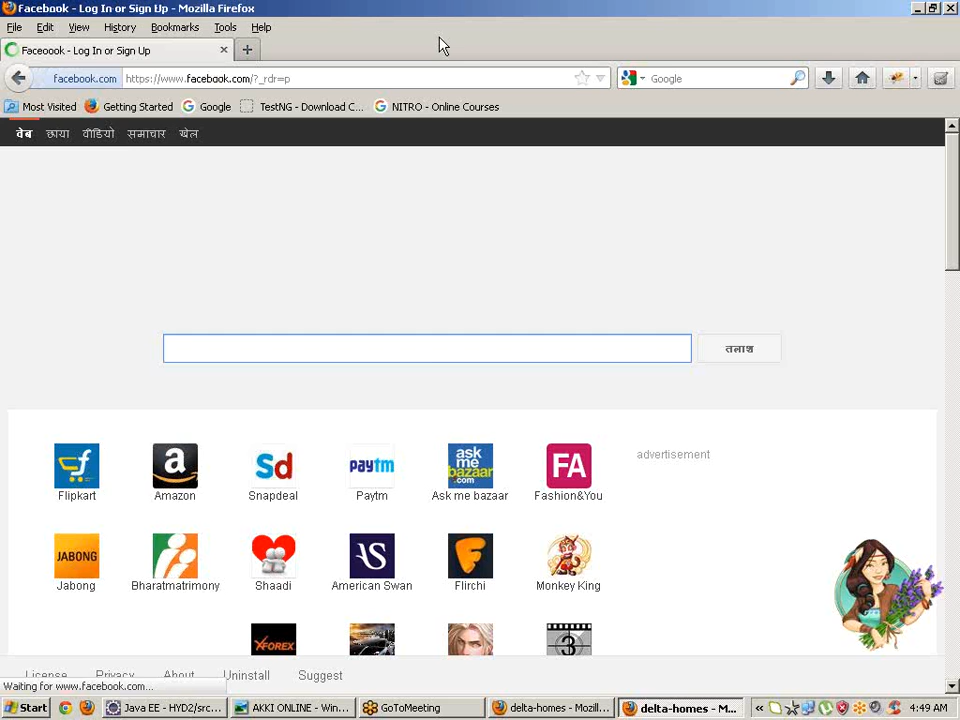 Facebook - Log In or Sign Up - Mozilla Firefox
File Edit View History Bookmarks Tools Help
Facebook - Log In or Sign Up
facebook.com https://www.facebook.com/?_rdr=p Google
Most Visited Getting Started Google TestNG - Download C... NITRO - Online Courses
वेब छाया वीडियो समाचार खेल
तलाश
advertisement
Sd paytm ask me bazaar .com FA
Flipkart Amazon Snapdeal Paytm Ask me bazaar Fashion&You
JABONG
Jabong Bharatmatrimony Shaadi American Swan Flirchi Monkey King
XFOREX 3
License Privacy About Uninstall Suggest
Waiting for www.facebook.com...
Start Java EE - HYD2/src... AKKI ONLINE - Win... GoToMeeting delta-homes - Mozill... delta-homes - M... 4:49 AM